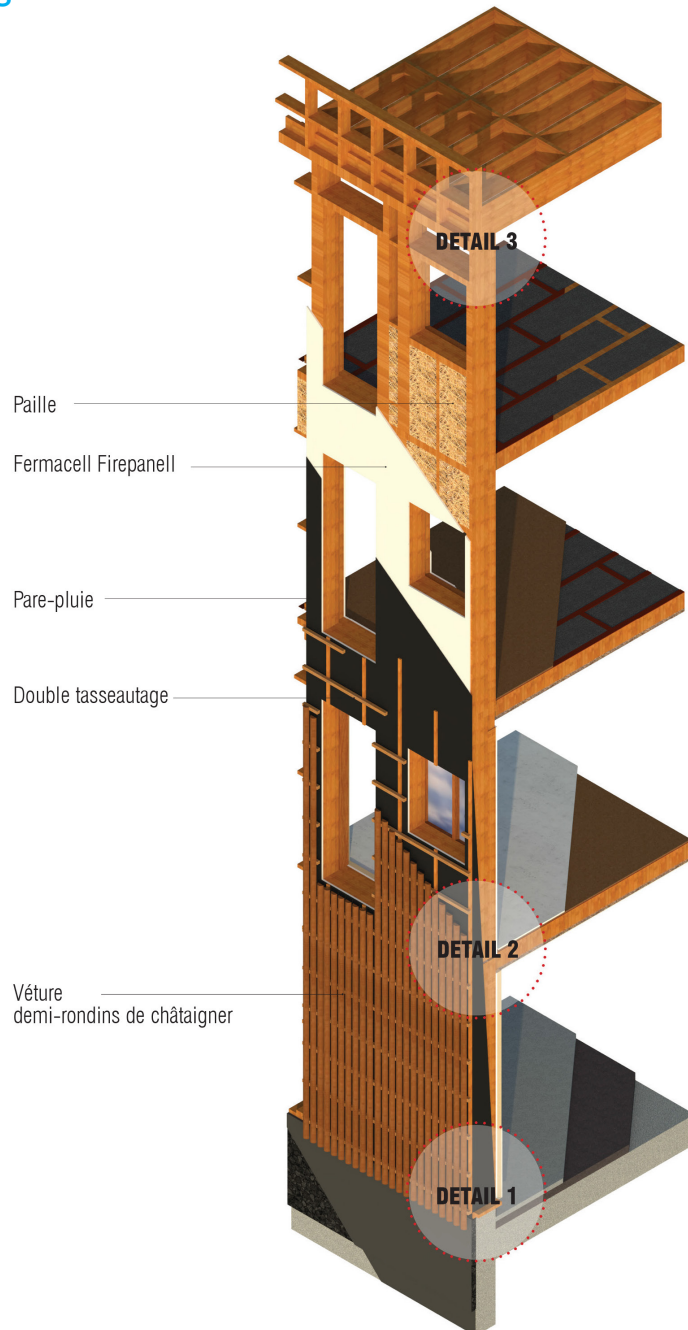 DETAIL 3
Paille
Fermacell Firepanell
Pare-pluie
Double tasseautage
DETAIL 2
Véture
demi-rondins de châtaigner
DETAIL 1